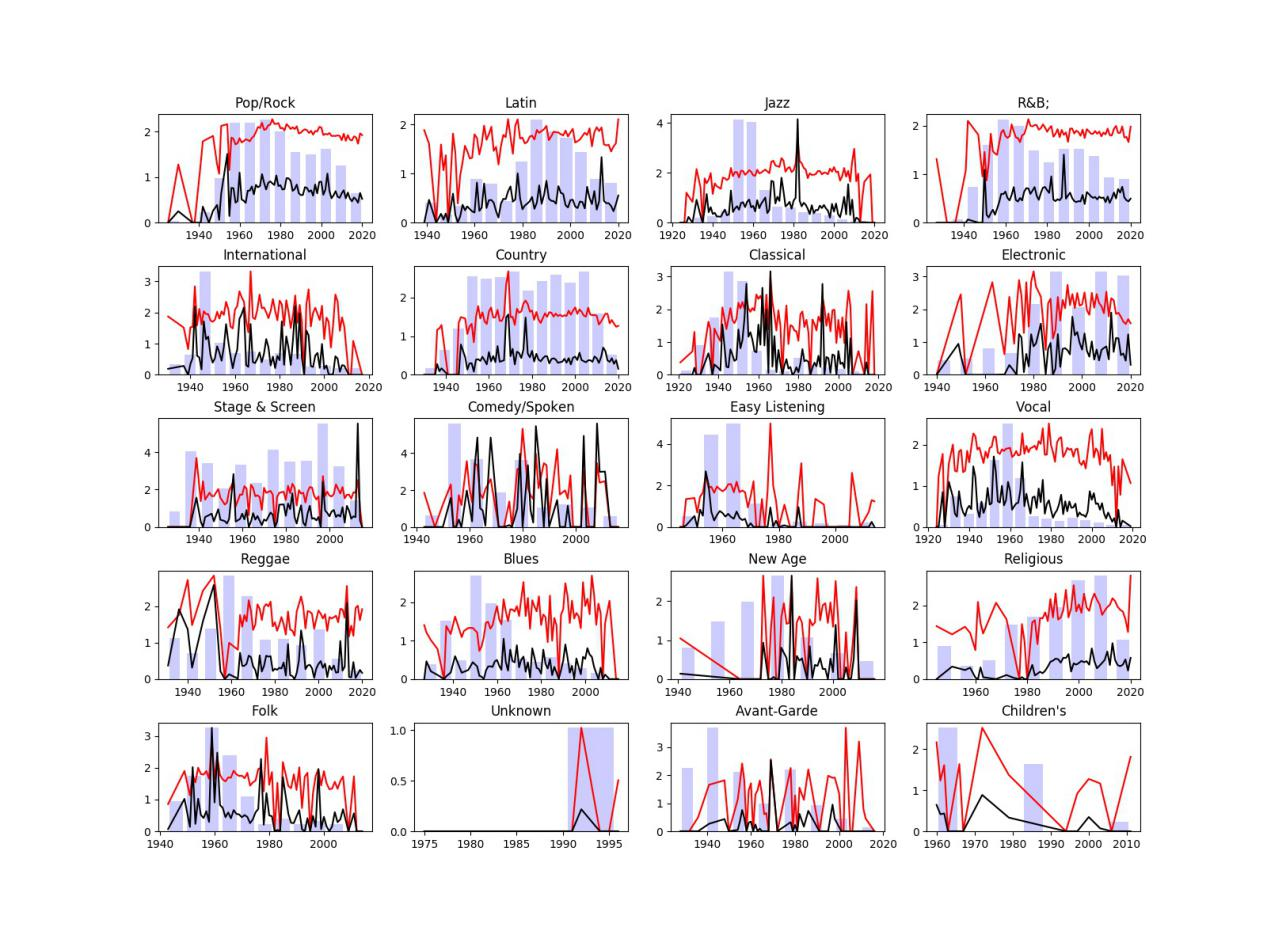 Pop/Rock
0 1 2
1940 1960 1980 2000 2020
Latin
0 1 2
1940 1960 1980 2000 2020
Jazz
0 2 4
1920 1940 1960 1980 2000 2020
R&B;
0 1 2
1940 1960 1980 2000 2020
International
0 1 2 3
1940 1960 1980 2000 2020
Country
0 1 2
1940 1960 1980 2000 2020
Classical
0 1 2 3
1920 1940 1960 1980 2000 2020
Electronic
0 1 2 3
1940 1960 1980 2000 2020
Stage & Screen
0 2 4
1940 1960 1980 2000
Comedy/Spoken
0 2 4
1940 1960 1980 2000
Easy Listening
0 2 4
1960 1980 2000
Vocal
0 1 2
1920 1940 1960 1980 2000 2020
Reggae
0 1 2
1940 1960 1980 2000 2020
Blues
0 1 2
1940 1960 1980 2000
New Age
0 1 2
1940 1960 1980 2000
Religious
0 1 2
1960 1980 2000 2020
Folk
0 1 2 3
1940 1960 1980 2000
Unknown
0.0 0.5 1.0
1975 1980 1985 1990 1995
Avant-Garde
0 1 2 3
1940 1960 1980 2000 2020
Children's
0 1 2
1960 1970 1980 1990 2000 2010